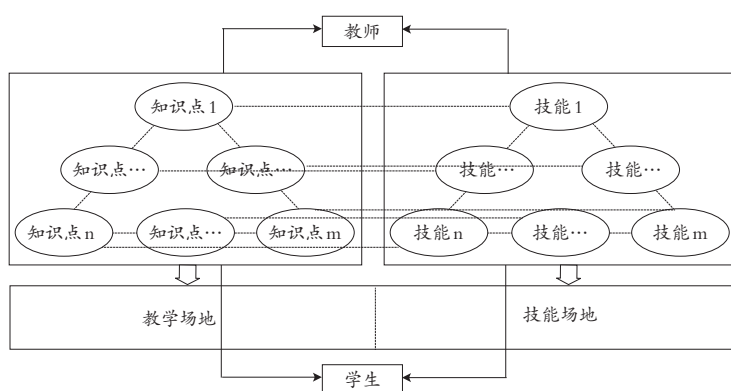 教师
知识点1 技能1
知识点… 知识点… 技能… 技能…
知识点n 知识点… 知识点m 技能n 技能… 技能m
教学场地 技能场地
学生